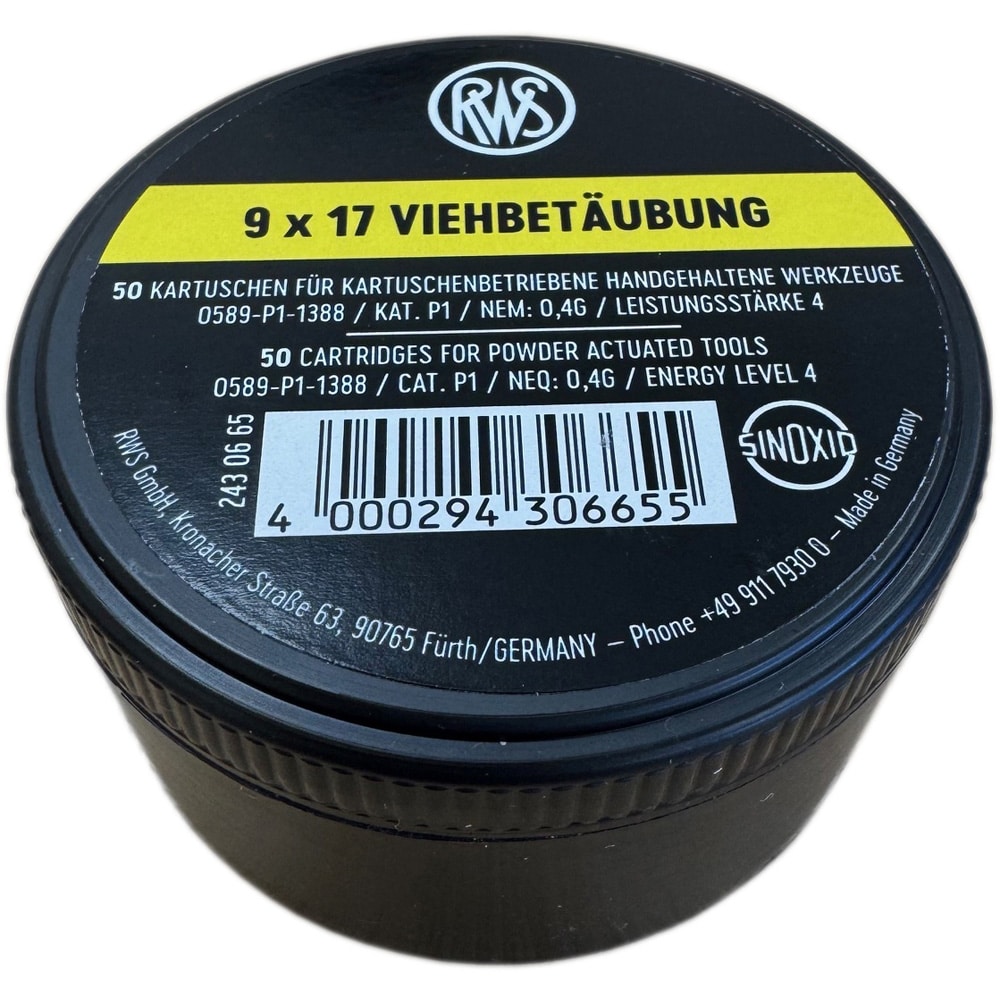 RWS
9 x 17 VIEHBETÄUBUNG
50 KARTUSCHEN FÜR KARTUSCHENBETRIEBENE HANDGEHALTENE WERKZEUGE
0589-P1-1388 / KAT. P1 / NEM: 0,4G / LEISTUNGSSTÄRKE 4
50 CARTRIDGES FOR POWDER ACTUATED TOOLS
0589-P1-1388 / CAT. P1 / NEQ: 0,4G / ENERGY LEVEL 4
243 06 65
4 000294 306655
SINOXID
RWS GmbH, Kronacher Straße 63, 90765 Fürth/GERMANY – Phone +49 911 7930 0 – Made in Germany